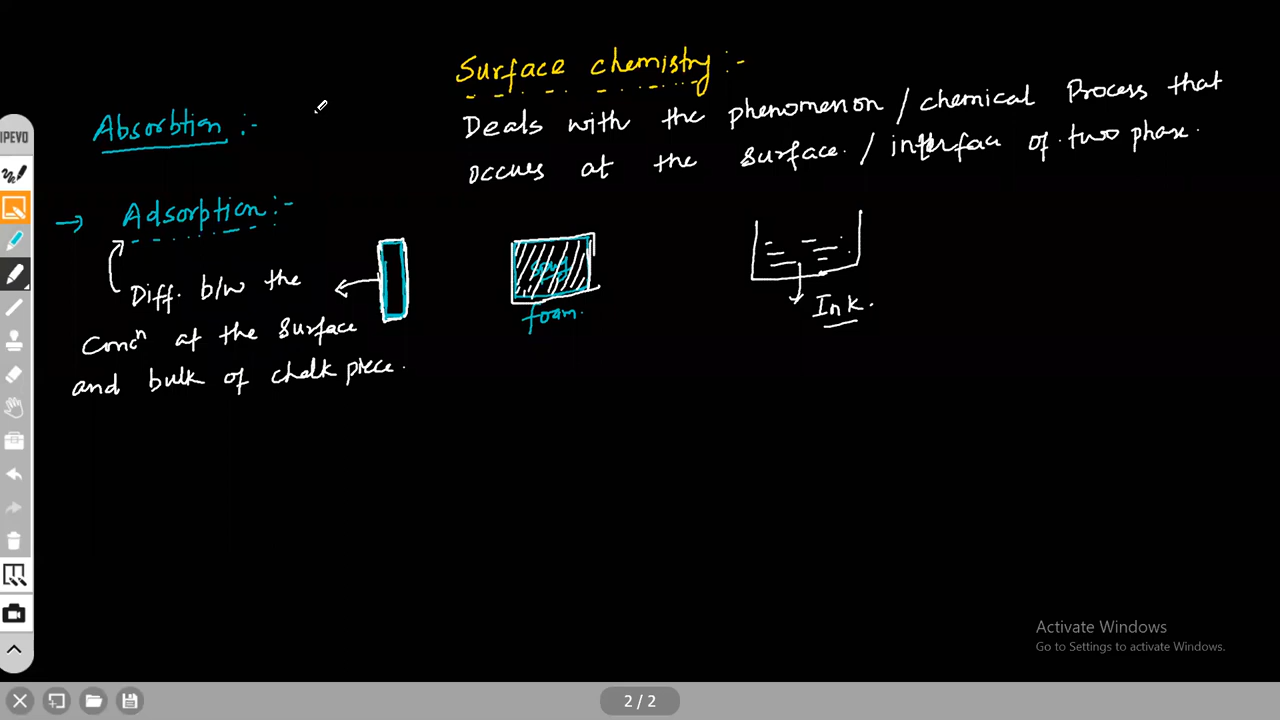 Surface chemistry :-
Deals with the phenomenon / chemical Process that
occues at the surface. / interface of two phase.
Absorbtion :-
→ Adsorption :-
Diff. b/w the
Concⁿ at the surface
and bulk of chalk piece.
foam.
Ink.
IPEVO
Activate Windows
Go to Settings to activate Windows.
2 / 2